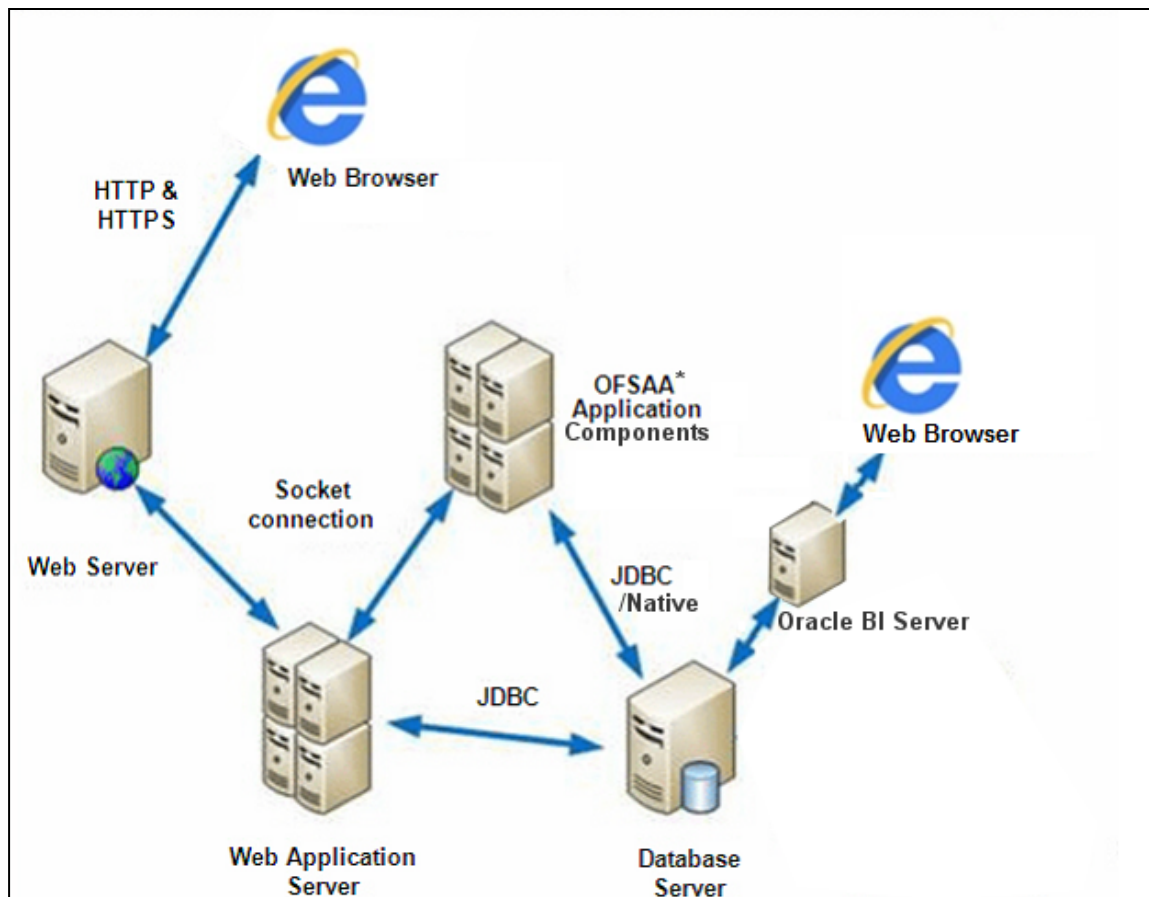 Web Browser
HTTP &
HTTPS
OFSAA*
Application
Components
Web Browser
Socket
connection
Web Server
JDBC
/Native
Oracle BI Server
JDBC
Web Application
Server
Database
Server